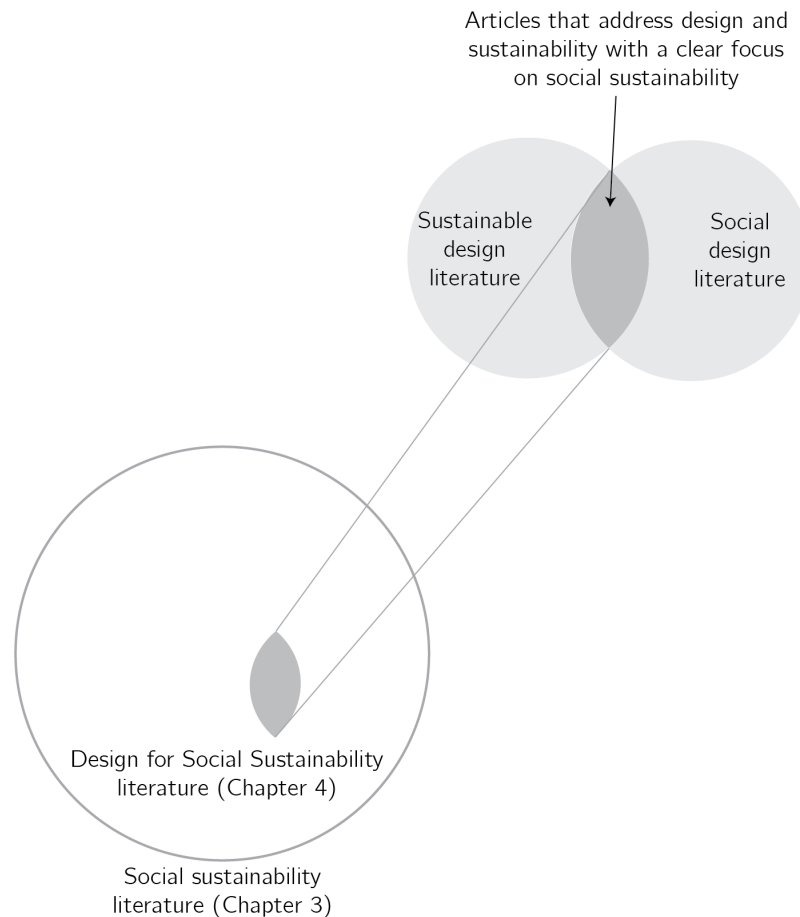 Articles that address design and
sustainability with a clear focus
on social sustainability
Sustainable
design
literature
Social
design
literature
Design for Social Sustainability
literature (Chapter 4)
Social sustainability
literature (Chapter 3)